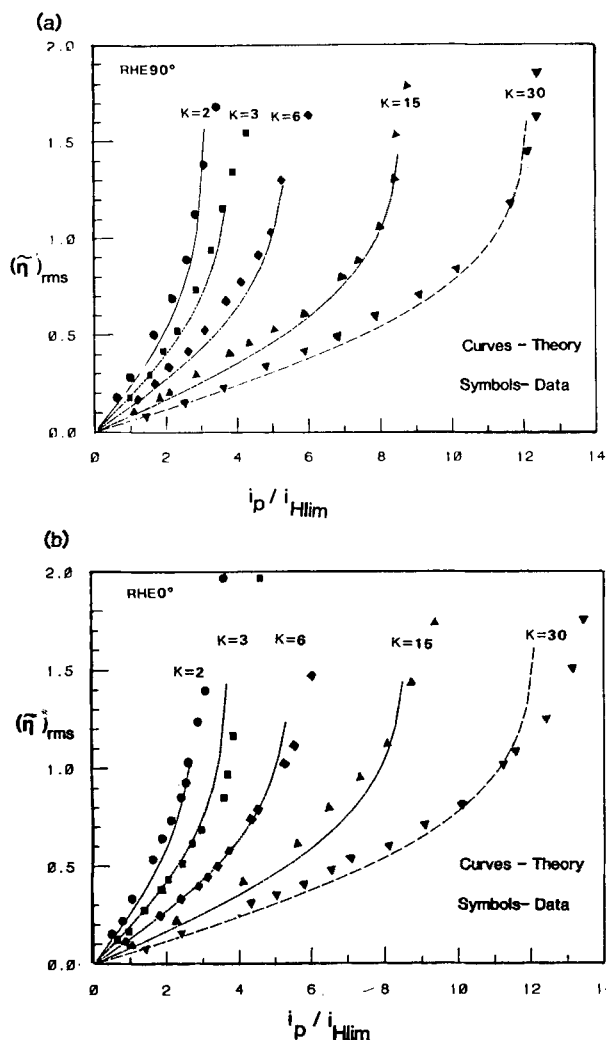 (a)
2.0
RHE90°
K=2 K=3 K=6 K=15 K=30
1.5
(η̃)*rms
1.0
0.5
Curves - Theory
Symbols- Data
0.0
0 2 4 6 8 10 12 14
ip / iHlim
(b)
2.0
RHE0°
K=2 K=3 K=6 K=15 K=30
1.5
(η̃)*rms
1.0
0.5
Curves - Theory
Symbols- Data
0.0
0 2 4 6 8 10 12 14
ip / iHlim